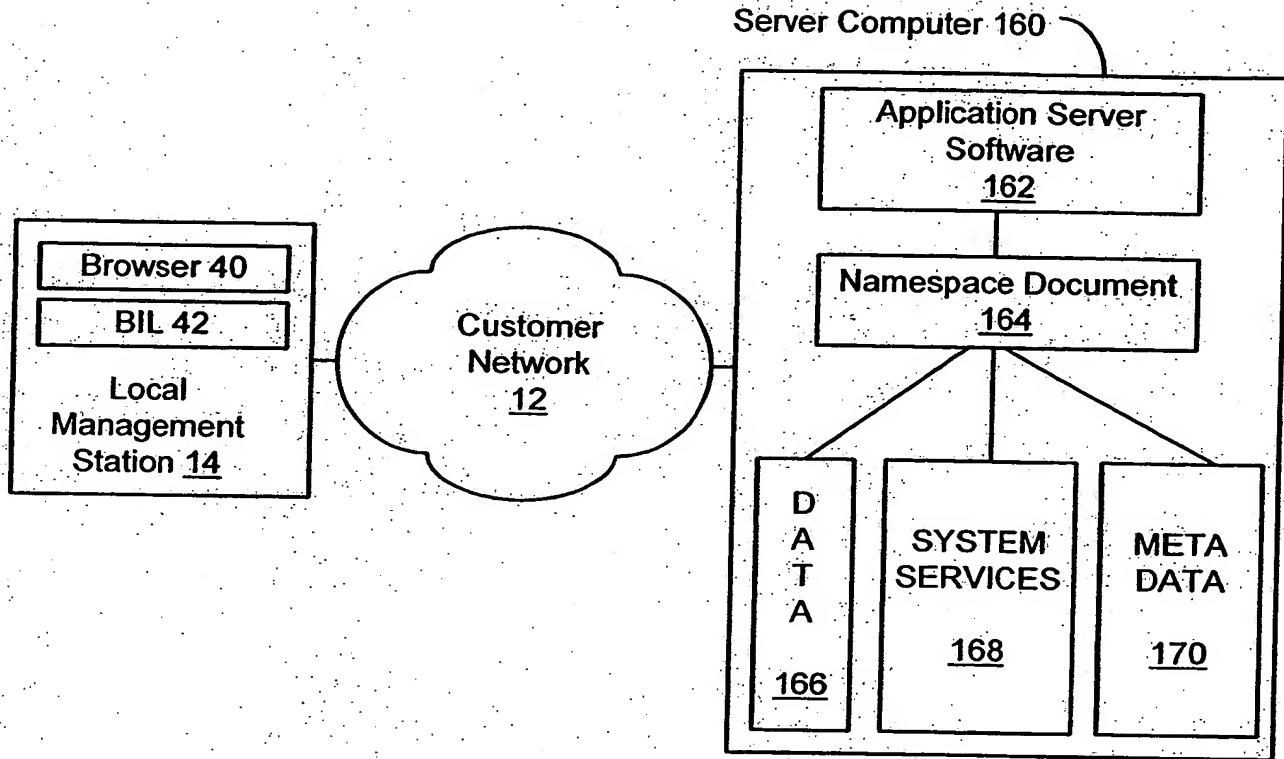 Server Computer 160
Application Server
Software
162
Namespace Document
164
Browser 40
BIL 42
Local
Management
Station 14
Customer
Network
12
D
A
T
A
166
SYSTEM
SERVICES
168
META
DATA
170